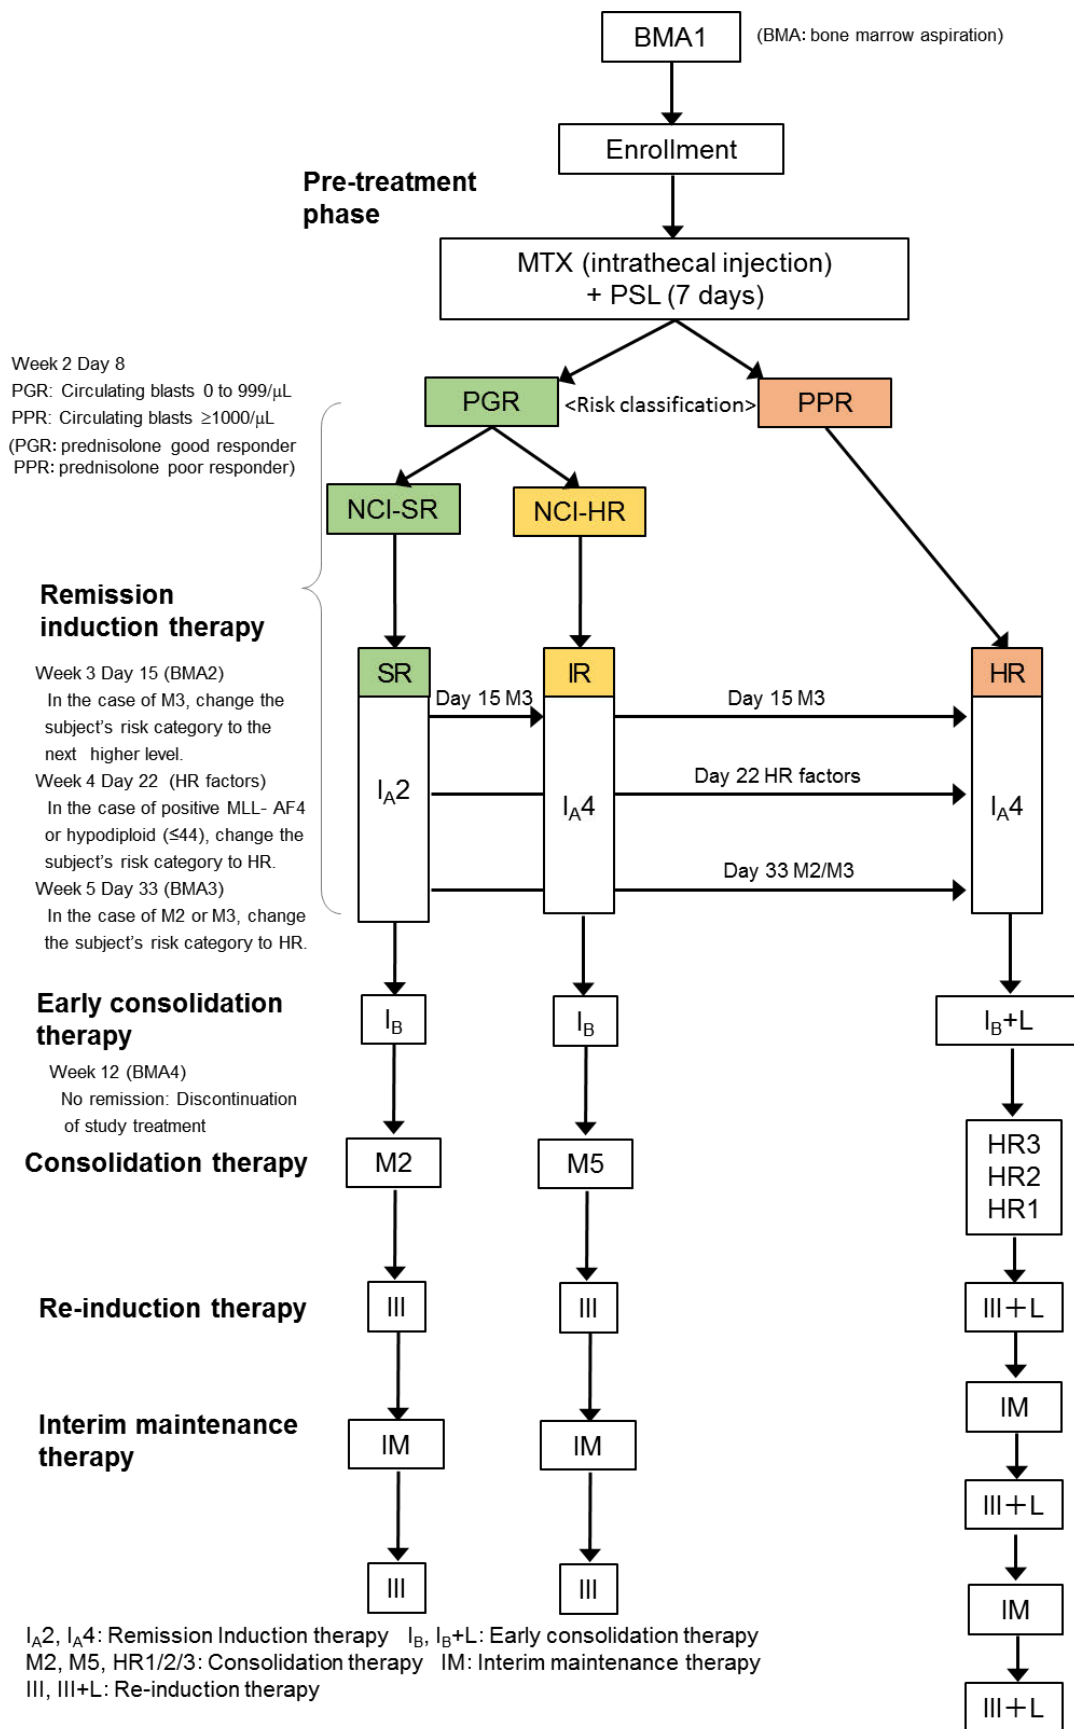 BMA1
(BMA: bone marrow aspiration)
Enrollment
Pre-treatment
phase
MTX (intrathecal injection)
+ PSL (7 days)
Week 2 Day 8
PGR: Circulating blasts 0 to 999/μL
PPR: Circulating blasts ≥1000/μL
(PGR: prednisolone good responder
PPR: prednisolone poor responder)
PGR
<Risk classification>
PPR
NCI-SR
NCI-HR
Remission
induction therapy
SR
IR
HR
Week 3 Day 15 (BMA2)
In the case of M3, change the
subject's risk category to the
next higher level.
Day 15 M3
Day 15 M3
Week 4 Day 22 (HR factors)
In the case of positive MLL- AF4
or hypodiploid (≤44), change the
subject's risk category to HR.
IA2
IA4
Day 22 HR factors
IA4
Week 5 Day 33 (BMA3)
In the case of M2 or M3, change
the subject's risk category to HR.
Day 33 M2/M3
Early consolidation
therapy
IB
IB
IB+L
Week 12 (BMA4)
No remission: Discontinuation
of study treatment
Consolidation therapy
M2
M5
HR3
HR2
HR1
Re-induction therapy
III
III
III+L
Interim maintenance
therapy
IM
IM
IM
III+L
III
III
IM
III+L
IA2, IA4: Remission Induction therapy IB, IB+L: Early consolidation therapy
M2, M5, HR1/2/3: Consolidation therapy IM: Interim maintenance therapy
III, III+L: Re-induction therapy